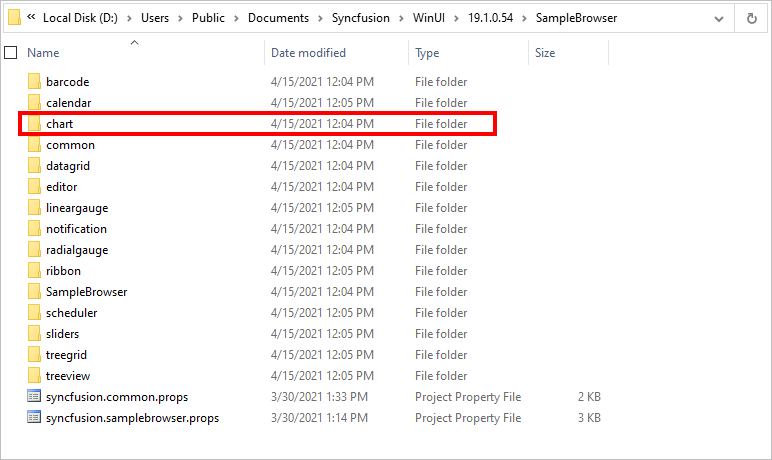 « Local Disk (D:) > Users > Public > Documents > Syncfusion > WinUI > 19.1.0.54 > SampleBrowser
Name Date modified Type Size
barcode 4/15/2021 12:04 PM File folder
calendar 4/15/2021 12:05 PM File folder
chart 4/15/2021 12:04 PM File folder
common 4/15/2021 12:04 PM File folder
datagrid 4/15/2021 12:04 PM File folder
editor 4/15/2021 12:04 PM File folder
lineargauge 4/15/2021 12:05 PM File folder
notification 4/15/2021 12:04 PM File folder
radialgauge 4/15/2021 12:05 PM File folder
ribbon 4/15/2021 12:05 PM File folder
SampleBrowser 4/15/2021 12:04 PM File folder
scheduler 4/15/2021 12:05 PM File folder
sliders 4/15/2021 12:05 PM File folder
treegrid 4/15/2021 12:05 PM File folder
treeview 4/15/2021 12:05 PM File folder
syncfusion.common.props 3/30/2021 1:33 PM Project Property File 2 KB
syncfusion.samplebrowser.props 3/30/2021 1:14 PM Project Property File 3 KB